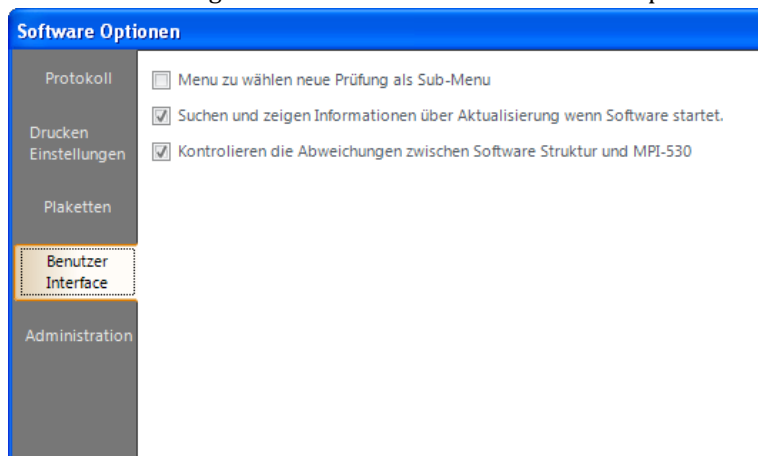 Software Optionen
Protokoll
Menu zu wählen neue Prüfung als Sub-Menu
Suchen und zeigen Informationen über Aktualisierung wenn Software startet.
Drucken
Einstellungen
Kontrolieren die Abweichungen zwischen Software Struktur und MPI-530
Plaketten
Benutzer
Interface
Administration